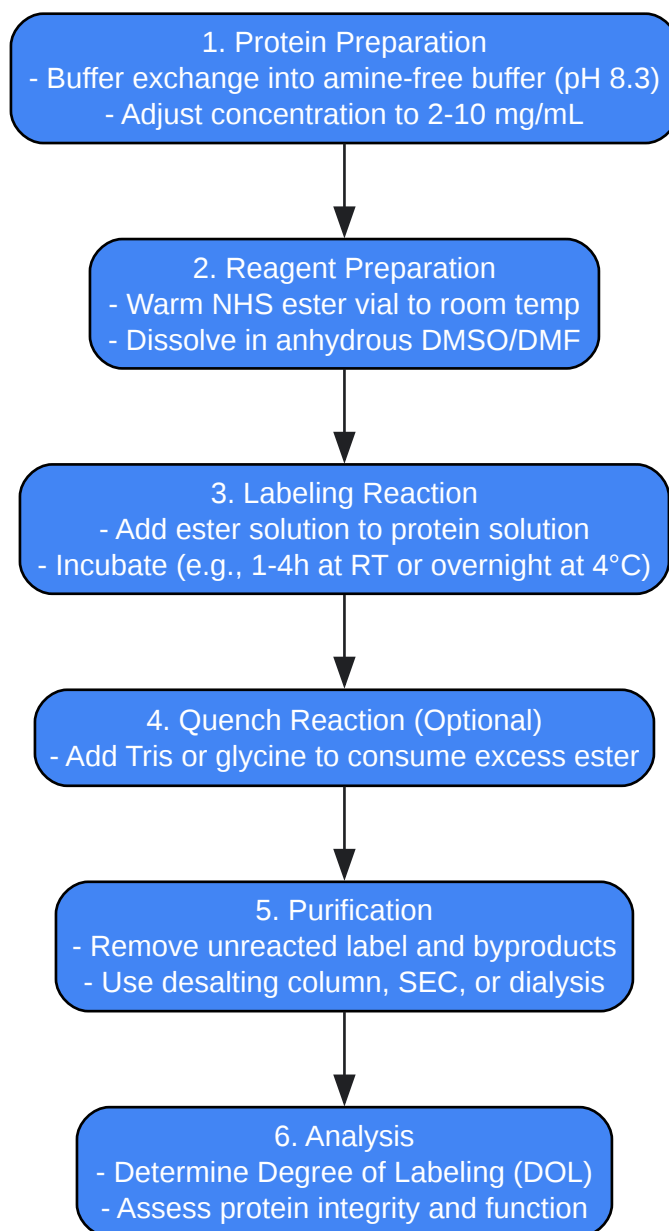 1. Protein Preparation
- Buffer exchange into amine-free buffer (pH 8.3)
- Adjust concentration to 2-10 mg/mL
2. Reagent Preparation
- Warm NHS ester vial to room temp
- Dissolve in anhydrous DMSO/DMF
3. Labeling Reaction
- Add ester solution to protein solution
- Incubate (e.g., 1-4h at RT or overnight at 4°C)
4. Quench Reaction (Optional)
- Add Tris or glycine to consume excess ester
5. Purification
- Remove unreacted label and byproducts
- Use desalting column, SEC, or dialysis
6. Analysis
- Determine Degree of Labeling (DOL)
- Assess protein integrity and function